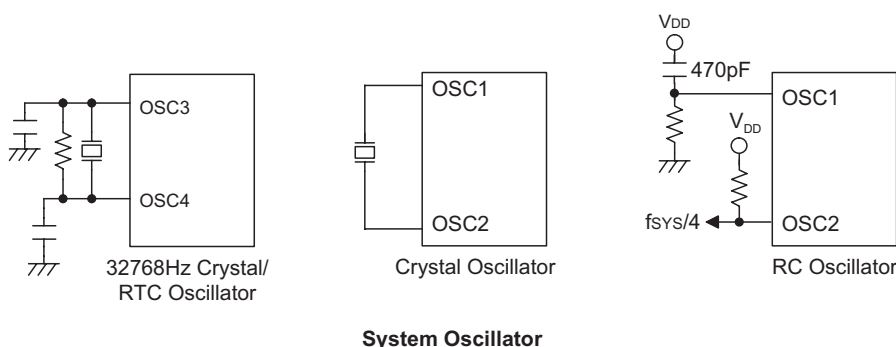 OSC3
OSC4
32768Hz Crystal/
RTC Oscillator
OSC1
OSC2
Crystal Oscillator
VDD
470pF
OSC1
VDD
fSYS/4
OSC2
RC Oscillator
System Oscillator